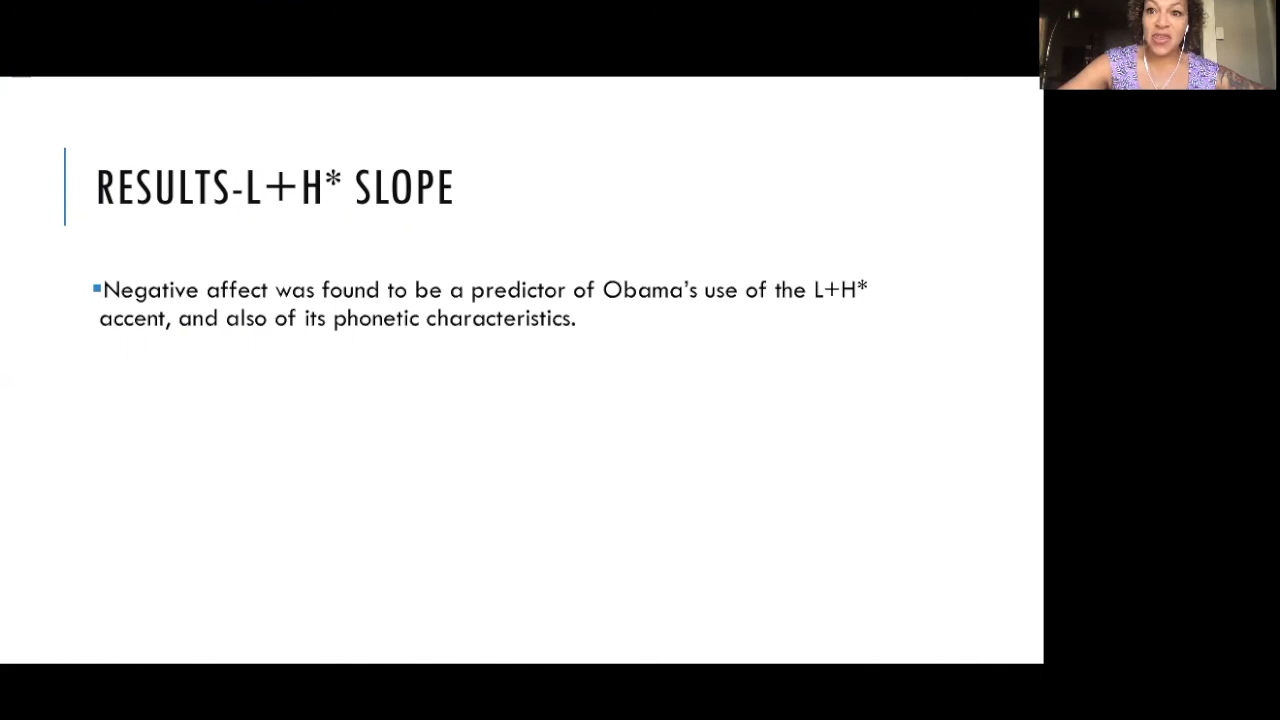 RESULTS-L+H* SLOPE
▪Negative affect was found to be a predictor of Obama’s use of the L+H*
accent, and also of its phonetic characteristics.